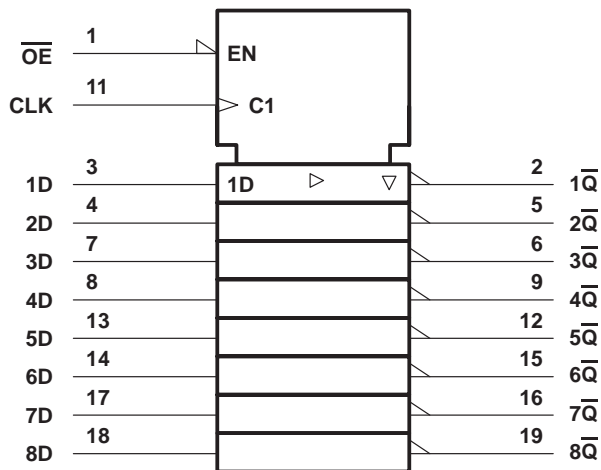 O̅E̅ 1 EN
CLK 11 C1
1D 3 1D 2 1Q̅
2D 4 5 2Q̅
3D 7 6 3Q̅
4D 8 9 4Q̅
5D 13 12 5Q̅
6D 14 15 6Q̅
7D 17 16 7Q̅
8D 18 19 8Q̅